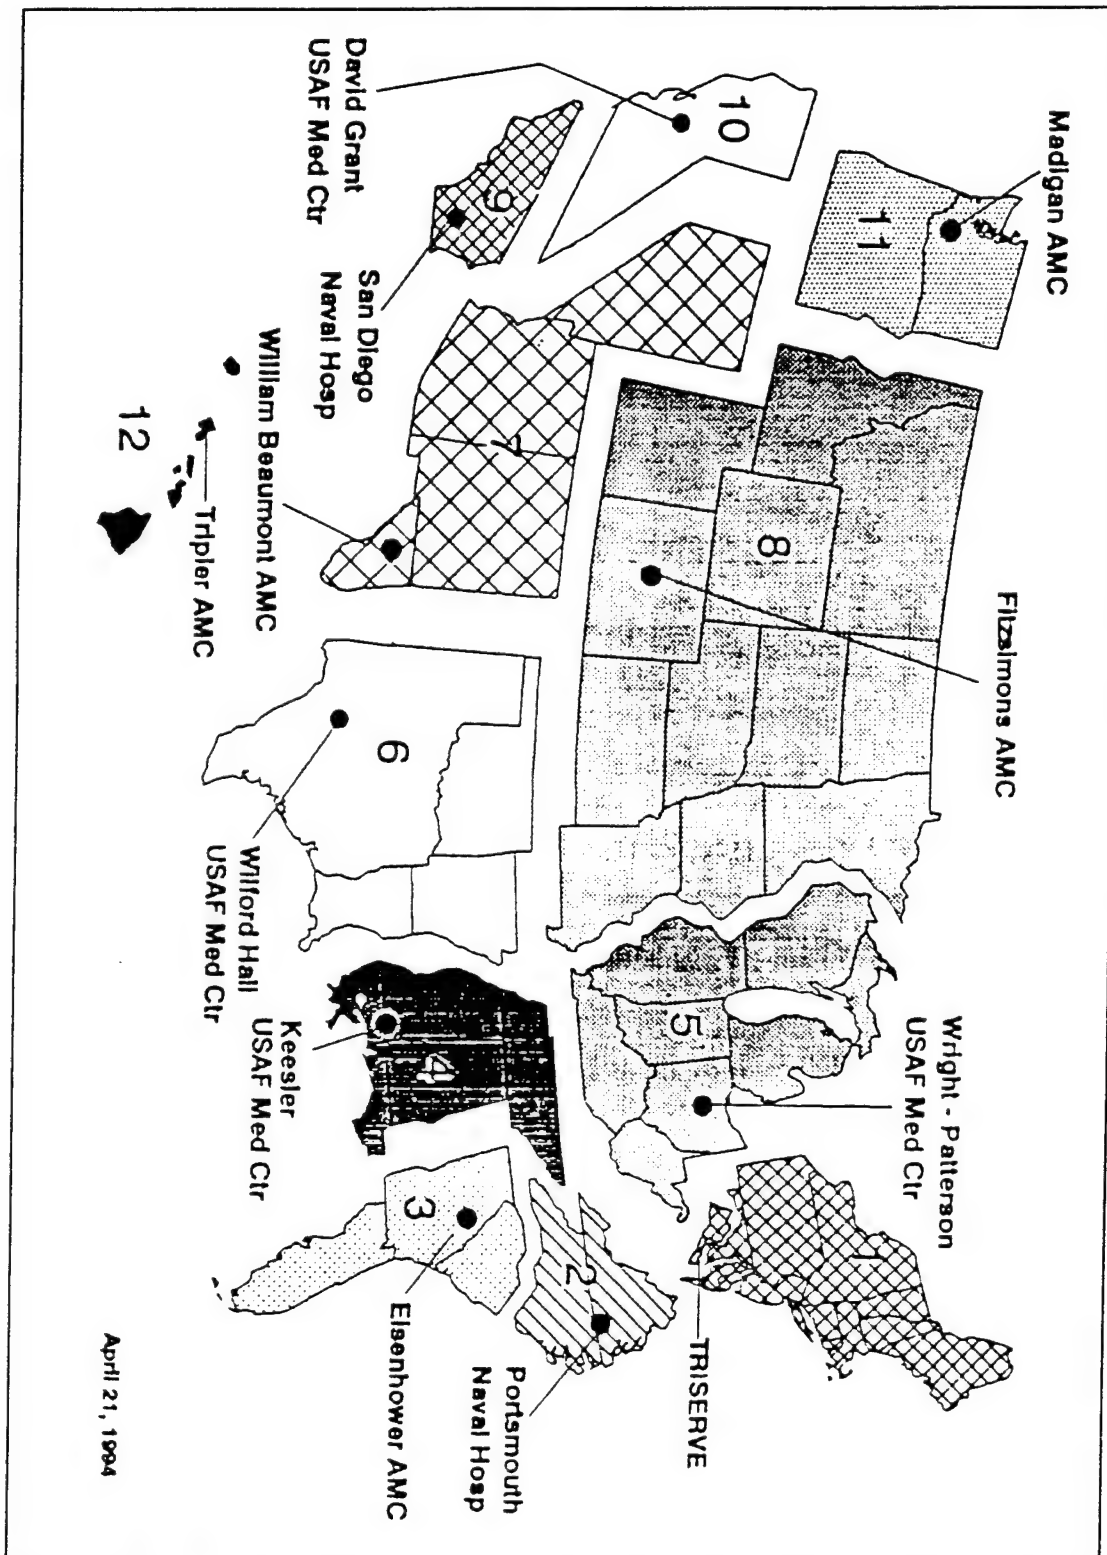 Madigan AMC
Fitzsimons AMC
Wright - Patterson
USAF Med Ctr
11
10
8
5
1
TRISERVE
David Grant
USAF Med Ctr
9
7
2
San Diego
Naval Hosp
6
4
3
Portsmouth
Naval Hosp
William Beaumont AMC
Eisenhower AMC
12
Tripler AMC
Wilford Hall
USAF Med Ctr
Keesler
USAF Med Ctr
April 21, 1994